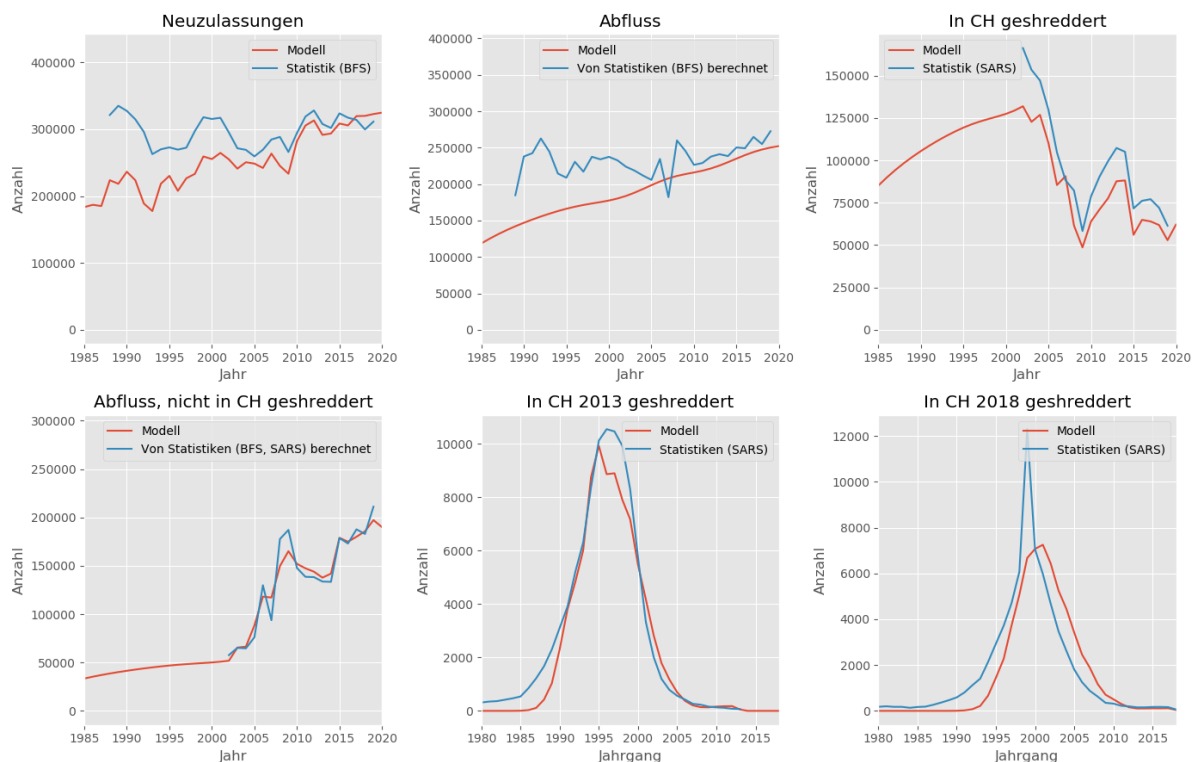 Neuzulassungen
Modell
Statistik (BFS)
Anzahl
400000
300000
200000
100000
0
1985 1990 1995 2000 2005 2010 2015 2020
Jahr
Abfluss
Modell
Von Statistiken (BFS) berechnet
Anzahl
400000
350000
300000
250000
200000
150000
100000
50000
0
1985 1990 1995 2000 2005 2010 2015 2020
Jahr
In CH geshreddert
Modell
Statistik (SARS)
Anzahl
150000
125000
100000
75000
50000
25000
0
1985 1990 1995 2000 2005 2010 2015 2020
Jahr
Abfluss, nicht in CH geshreddert
Modell
Von Statistiken (BFS, SARS) berechnet
Anzahl
300000
250000
200000
150000
100000
50000
0
1985 1990 1995 2000 2005 2010 2015 2020
Jahr
In CH 2013 geshreddert
Modell
Statistiken (SARS)
Anzahl
10000
8000
6000
4000
2000
0
1980 1985 1990 1995 2000 2005 2010 2015
Jahrgang
In CH 2018 geshreddert
Modell
Statistiken (SARS)
Anzahl
12000
10000
8000
6000
4000
2000
0
1980 1985 1990 1995 2000 2005 2010 2015
Jahrgang